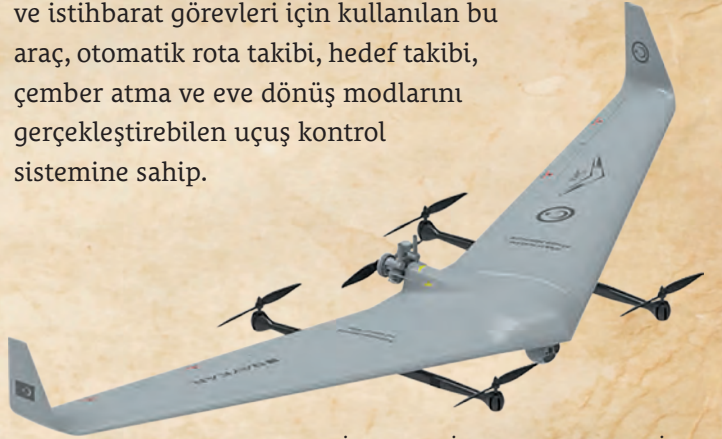 ve istihbarat görevleri için kullanılan bu
araç, otomatik rota takibi, hedef takibi,
çember atma ve eve dönüş modlarını
gerçekleştirebilen uçuş kontrol
sistemine sahip.
BAYKAR